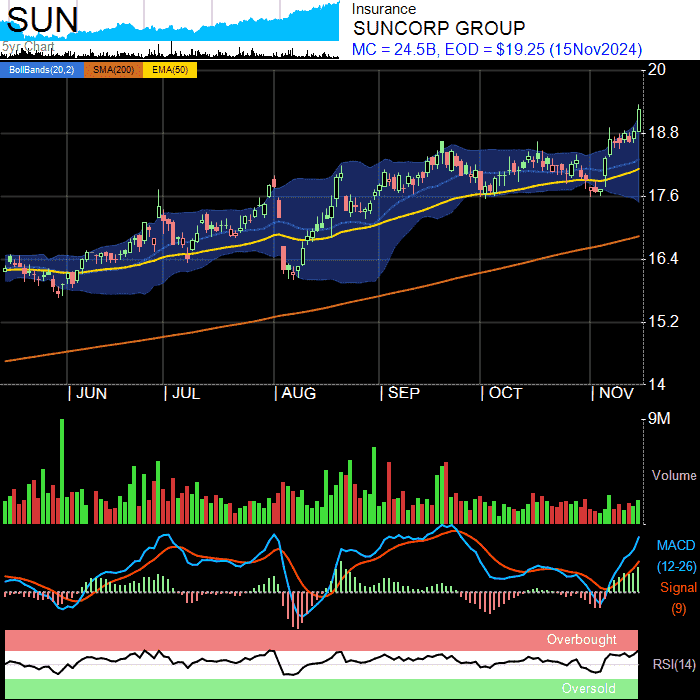 SUN
5yr Chart
Insurance
SUNCORP GROUP
MC = 24.5B, EOD = $19.25 (15Nov2024)
BollBands(20,2) SMA(200) EMA(50)
20
18.8
17.6
16.4
15.2
14
JUN JUL AUG SEP OCT NOV
9M
Volume
MACD
(12-26)
Signal
(9)
Overbought
RSI(14)
Oversold